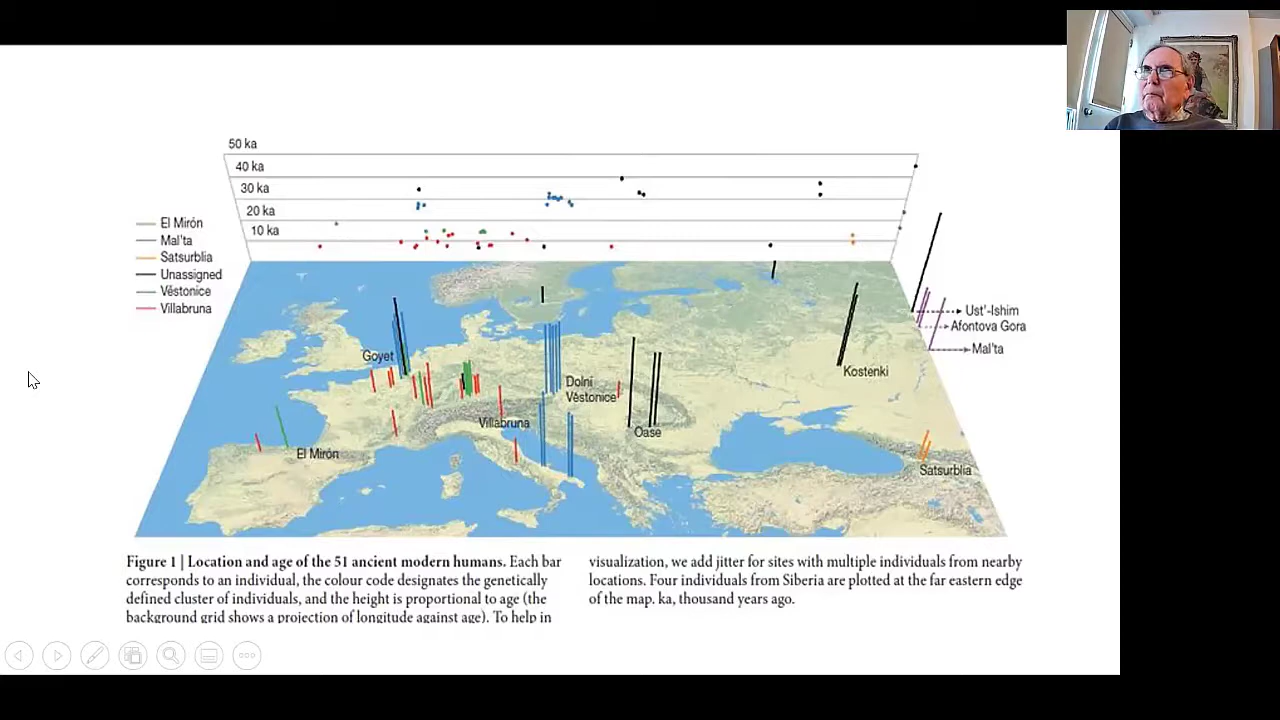 50 ka
40 ka
30 ka
20 ka
10 ka
El Mirón
Mal'ta
Satsurblia
Unassigned
Věstonice
Villabruna
Ust'-Ishim
Afontova Gora
Mal'ta
Goyet
Kostenki
Dolní
Věstonice
Villabruna
Oase
El Mirón
Satsurblia
Figure 1 | Location and age of the 51 ancient modern humans. Each bar
corresponds to an individual, the colour code designates the genetically
defined cluster of individuals, and the height is proportional to age (the
background grid shows a projection of longitude against age). To help in
visualization, we add jitter for sites with multiple individuals from nearby
locations. Four individuals from Siberia are plotted at the far eastern edge
of the map. ka, thousand years ago.